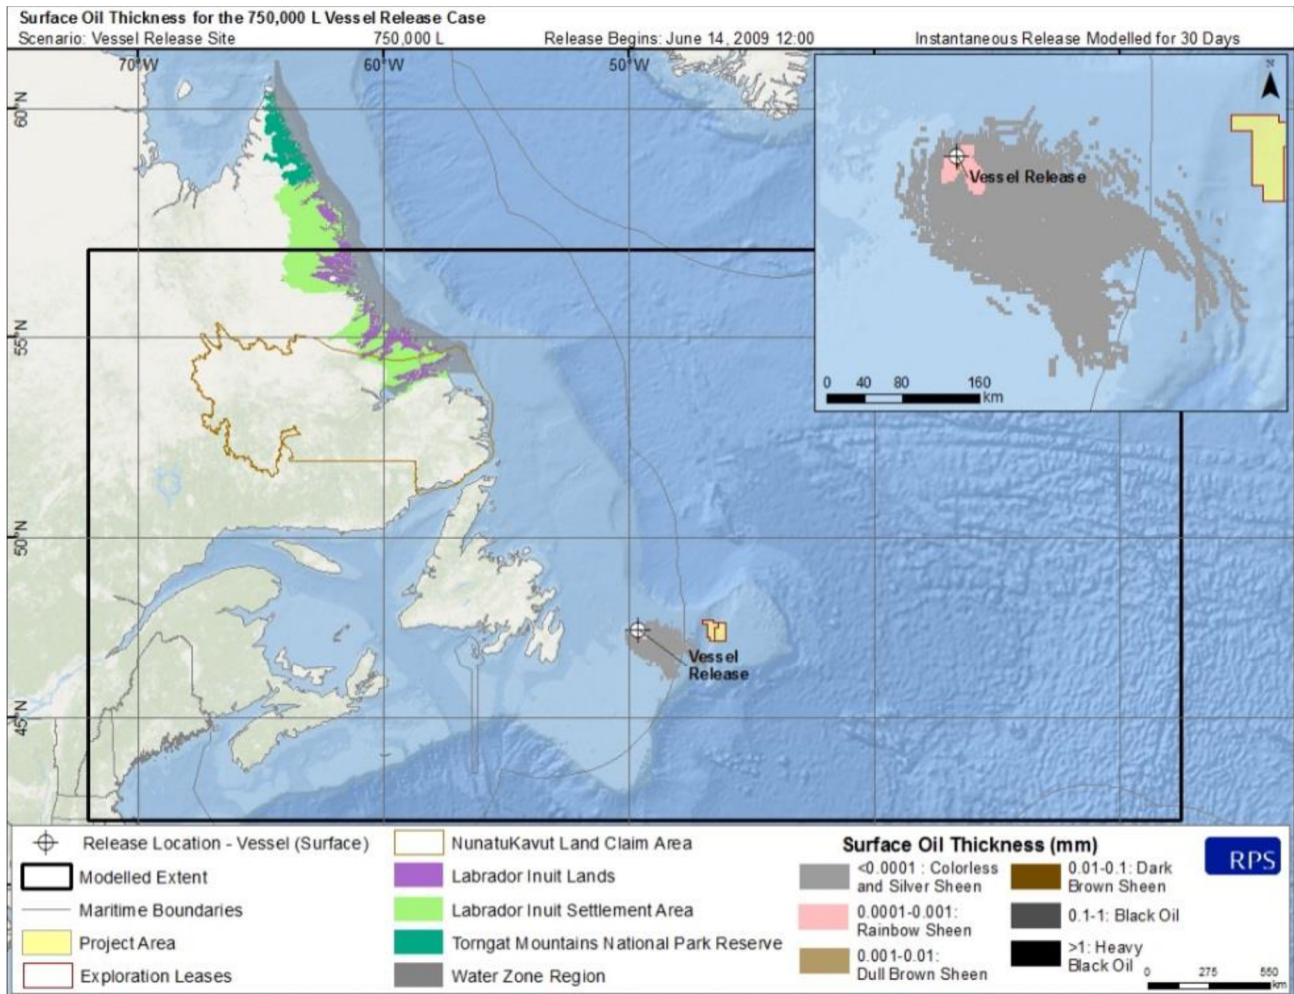 Surface Oil Thickness for the 750,000 L Vessel Release Case
Scenario: Vessel Release Site 750,000 L Release Begins: June 14, 2009 12:00 Instantaneous Release Modelled for 30 Days
70°W 60°W 50°W
N
60°N
Vessel Release
55°N
0 40 80 160
km
50°N
Vessel
Release
45°N
Release Location - Vessel (Surface)
Modelled Extent
Maritime Boundaries
Project Area
Exploration Leases
NunatuKavut Land Claim Area
Labrador Inuit Lands
Labrador Inuit Settlement Area
Torngat Mountains National Park Reserve
Water Zone Region
Surface Oil Thickness (mm)
<0.0001 : Colorless
and Silver Sheen
0.0001-0.001:
Rainbow Sheen
0.001-0.01:
Dull Brown Sheen
0.01-0.1: Dark
Brown Sheen
0.1-1: Black Oil
>1: Heavy
Black Oil
RPS
0 275 550
km